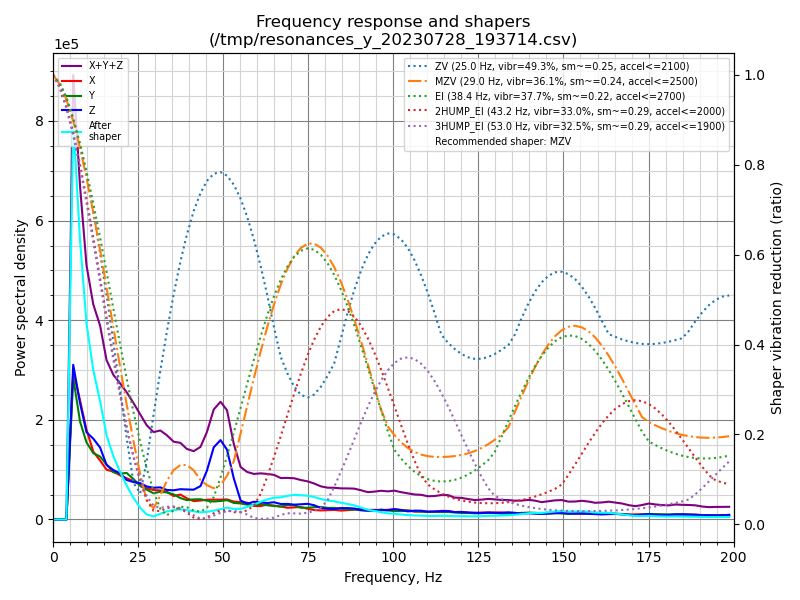 Frequency response and shapers
(/tmp/resonances_y_20230728_193714.csv)
1e5
X+Y+Z
X
Y
Z
After
shaper
ZV (25.0 Hz, vibr=49.3%, sm~=0.25, accel<=2100)
MZV (29.0 Hz, vibr=36.1%, sm~=0.24, accel<=2500)
EI (38.4 Hz, vibr=37.7%, sm~=0.22, accel<=2700)
2HUMP_EI (43.2 Hz, vibr=33.0%, sm~=0.29, accel<=2000)
3HUMP_EI (53.0 Hz, vibr=32.5%, sm~=0.29, accel<=1900)
Recommended shaper: MZV
8
6
4
2
0
Power spectral density
1.0
0.8
0.6
0.4
0.2
0.0
Shaper vibration reduction (ratio)
0 25 50 75 100 125 150 175 200
Frequency, Hz